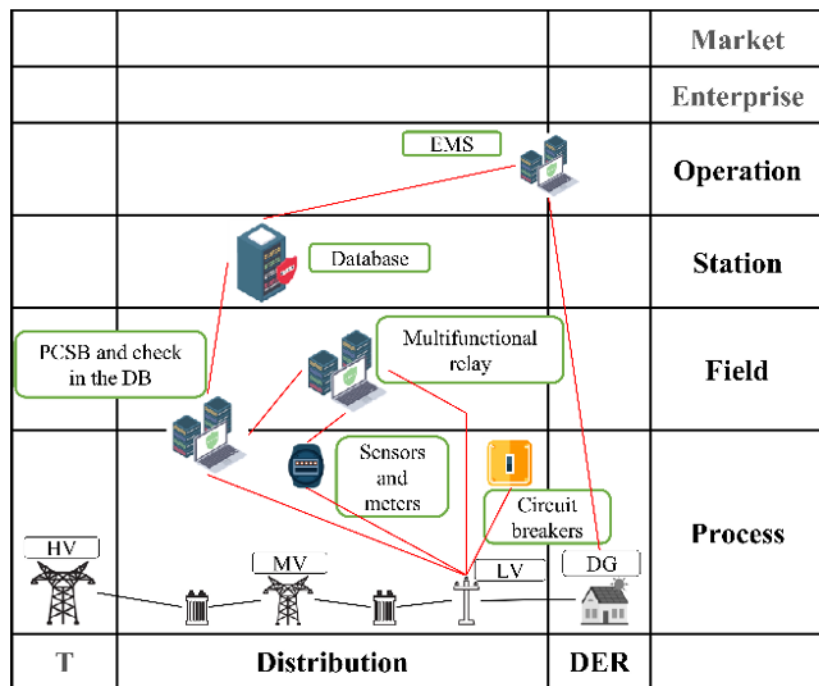 Market
Enterprise
EMS
Operation
Database
Station
PCSB and check
in the DB
Multifunctional
relay
Field
Sensors
and
meters
Circuit
breakers
Process
HV
MV
LV
DG
T
Distribution
DER